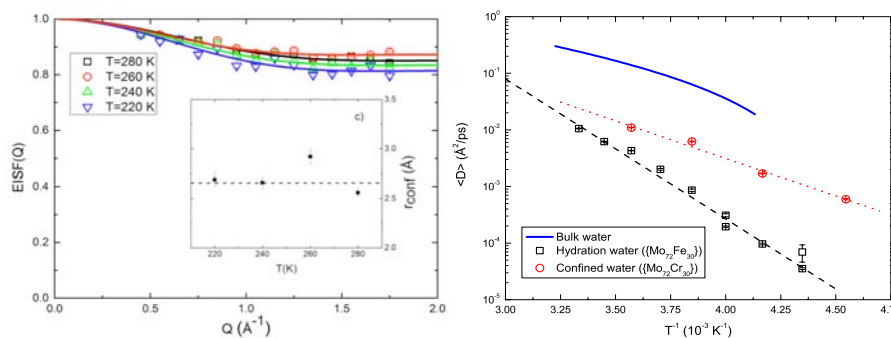 1.0
0.8
0.6
0.4
0.2
0.0
EISF(Q)
T=280 K
T=260 K
T=240 K
T=220 K
c)
3.5
3.0
2.5
2.0
r_conf (Å)
220 240 260 280
T(K)
0.0 0.5 1.0 1.5 2.0
Q (Å⁻¹)
10⁰
10⁻¹
10⁻²
10⁻³
10⁻⁴
10⁻⁵
<D> (Å²/ps)
Bulk water
Hydration water ({Mo₇₂Fe₃₀})
Confined water ({Mo₇₂Cr₃₀})
3.00 3.25 3.50 3.75 4.00 4.25 4.50 4.7
T⁻¹ (10⁻³ K⁻¹)